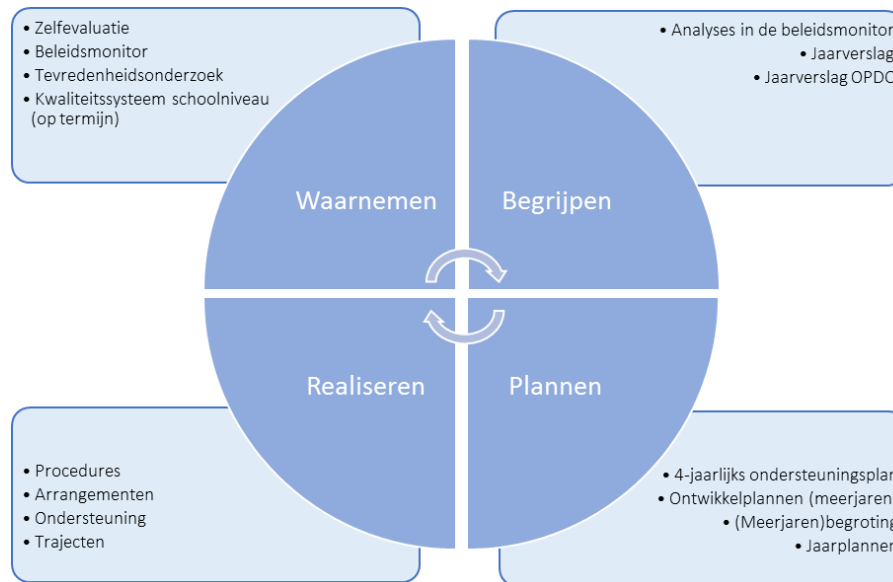 • Zelfevaluatie
• Beleidsmonitor
• Tevredenheidsonderzoek
• Kwaliteitssysteem schoolniveau
(op termijn)
• Analyses in de beleidsmonitor
• Jaarverslag
• Jaarverslag OPDC
Waarnemen
Begrijpen
Realiseren
Plannen
• Procedures
• Arrangementen
• Ondersteuning
• Trajecten
• 4-jaarlijks ondersteuningsplan
• Ontwikkelplannen (meerjaren
• (Meerjaren)begroting
• Jaarplannen